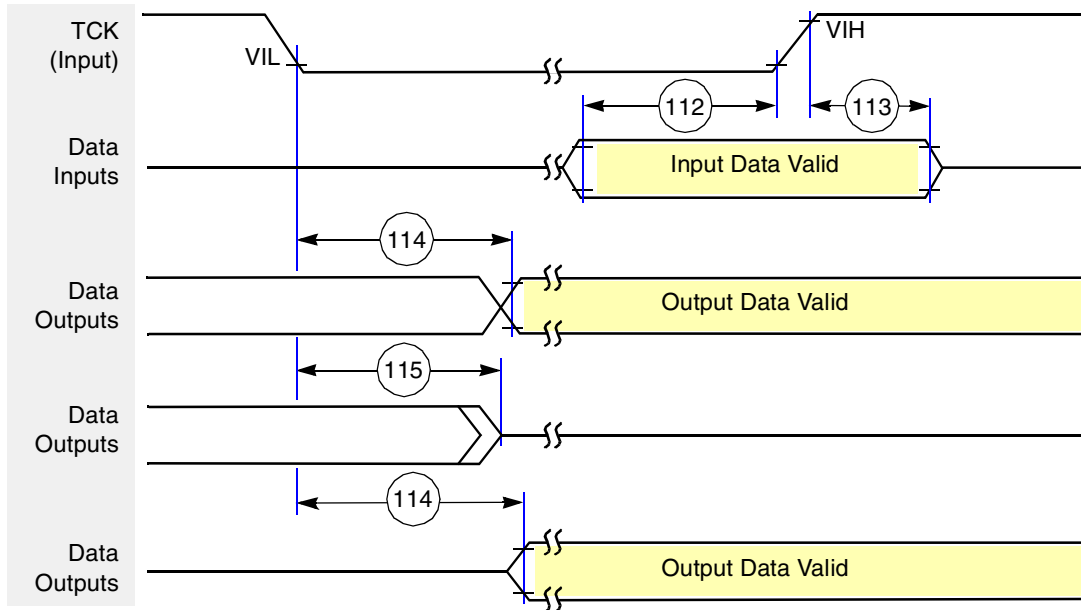 TCK
(Input)
VIL
VIH
112
113
Data
Inputs
Input Data Valid
114
Data
Outputs
Output Data Valid
115
Data
Outputs
114
Data
Outputs
Output Data Valid